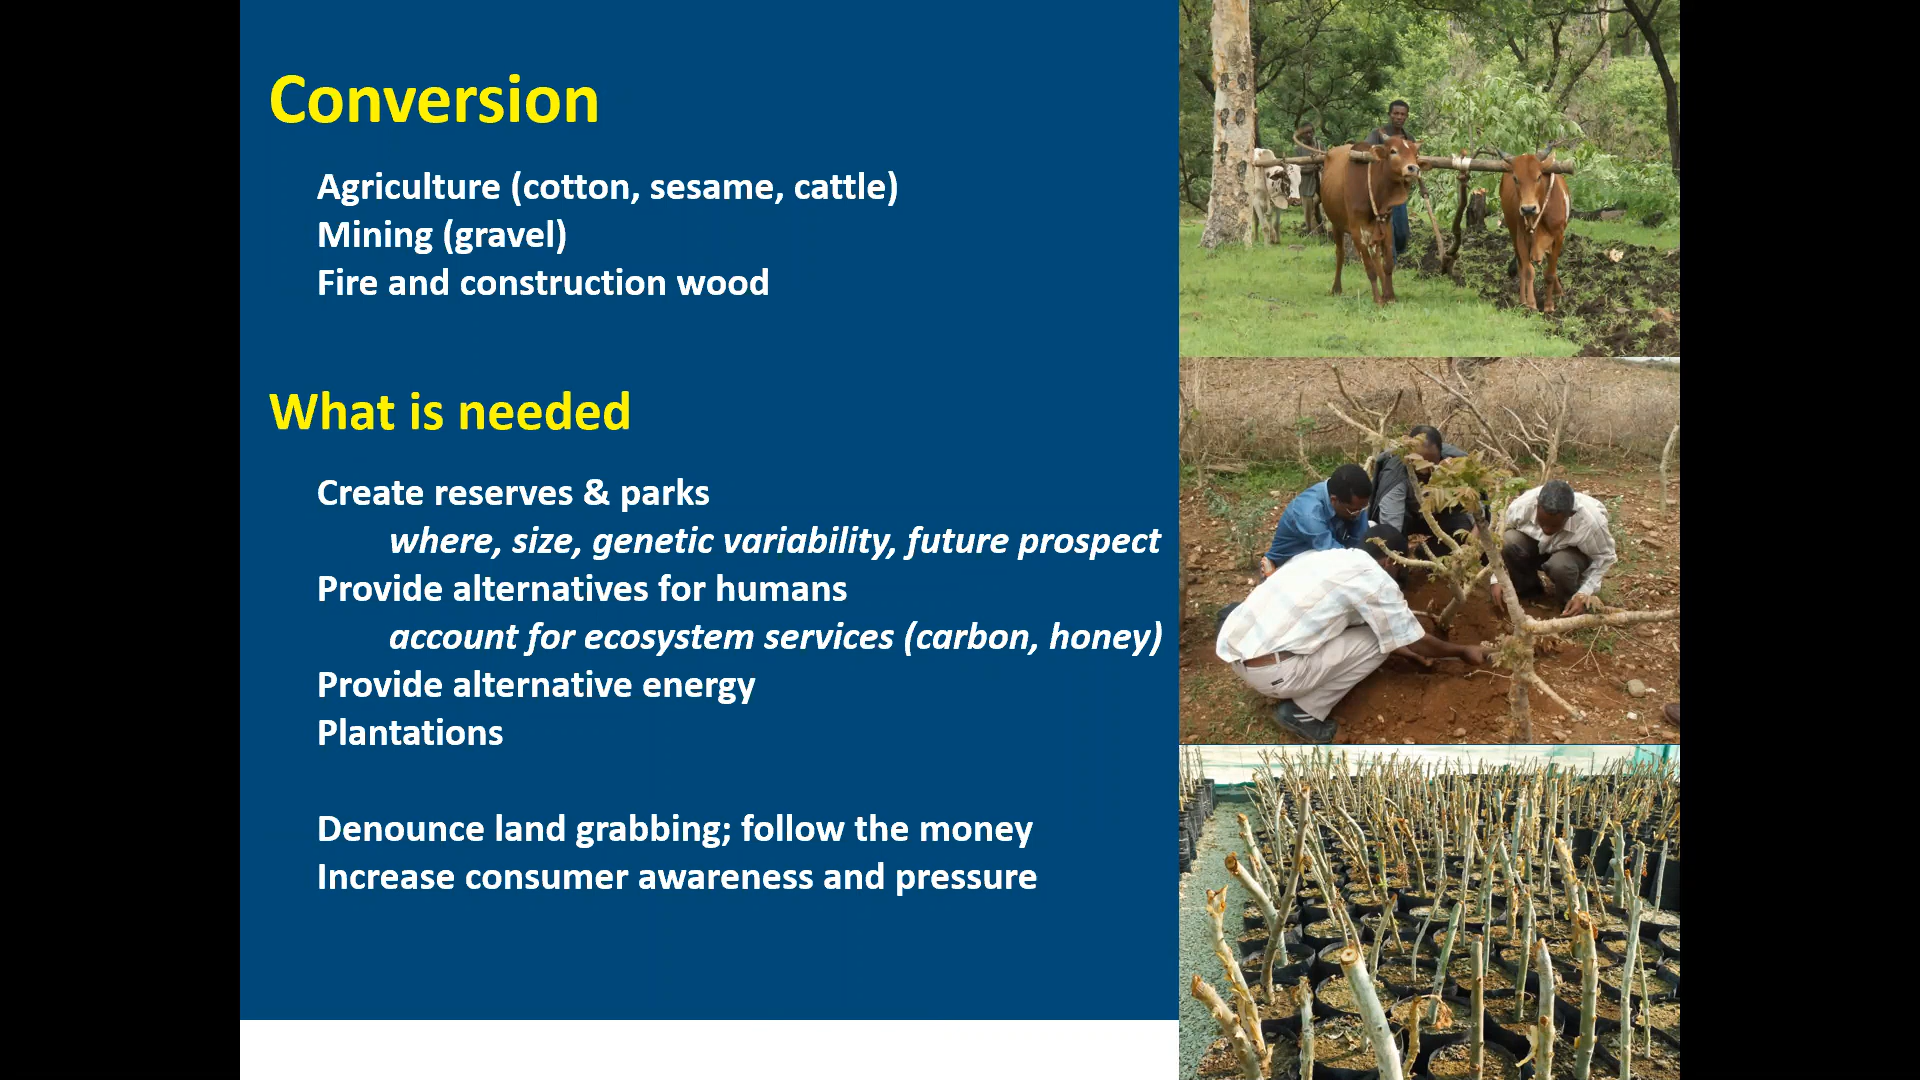 Conversion
Agriculture (cotton, sesame, cattle)
Mining (gravel)
Fire and construction wood
What is needed
Create reserves & parks
where, size, genetic variability, future prospect
Provide alternatives for humans
account for ecosystem services (carbon, honey)
Provide alternative energy
Plantations
Denounce land grabbing; follow the money
Increase consumer awareness and pressure